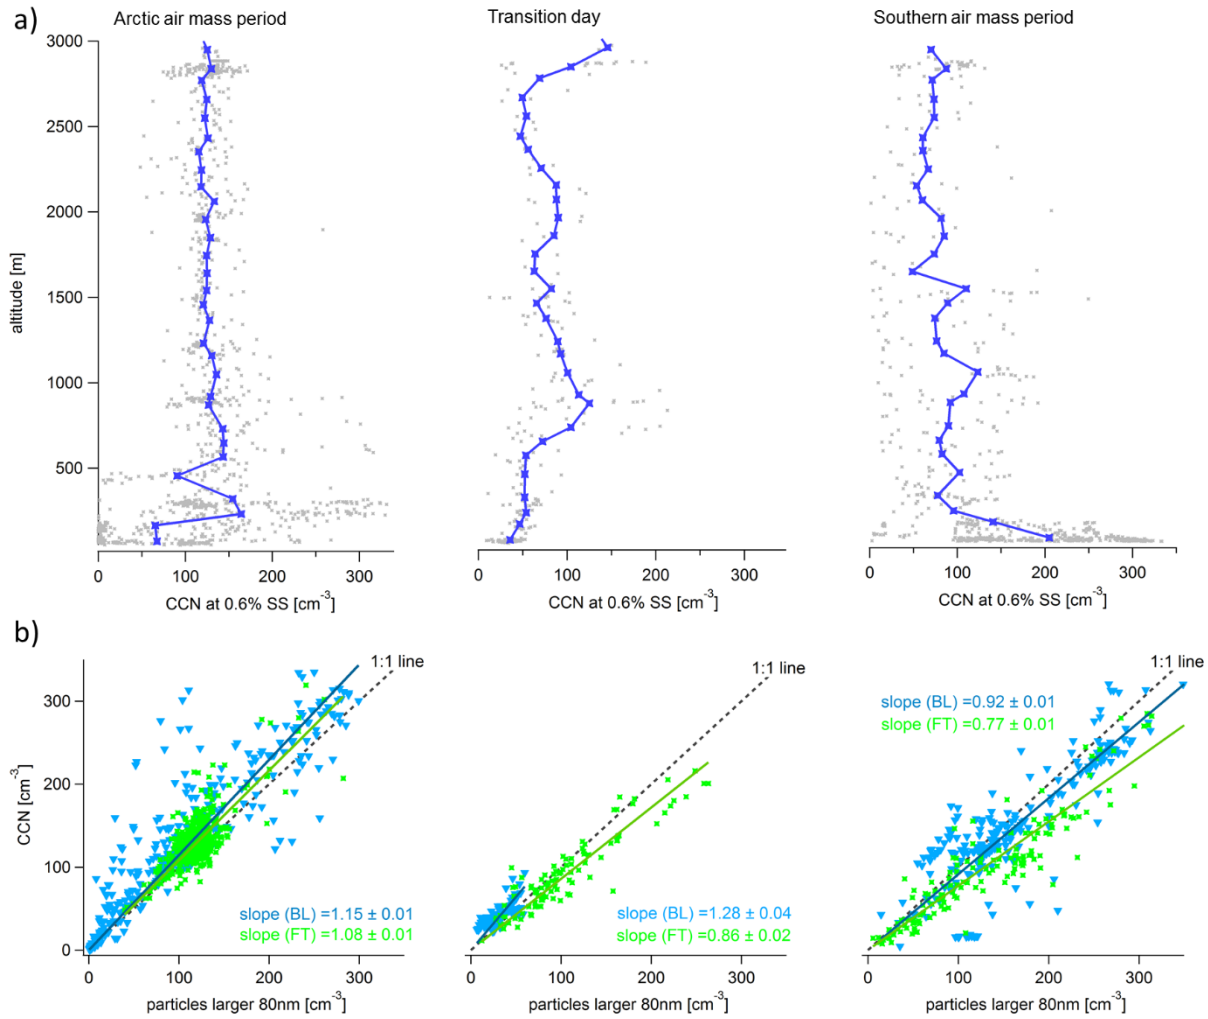 a)
Arctic air mass period
Transition day
Southern air mass period
3000
2500
2000
1500
1000
500
altitude [m]
0 100 200 300
0 100 200 300
0 100 200 300
CCN at 0.6% SS [cm-3]
CCN at 0.6% SS [cm-3]
CCN at 0.6% SS [cm-3]
b)
1:1 line
1:1 line
1:1 line
300
200
100
0
CCN [cm-3]
slope (BL) =1.15 ± 0.01
slope (FT) =1.08 ± 0.01
slope (BL) =1.28 ± 0.04
slope (FT) =0.86 ± 0.02
slope (BL) =0.92 ± 0.01
slope (FT) =0.77 ± 0.01
0 100 200 300
0 100 200 300
0 100 200 300
particles larger 80nm [cm-3]
particles larger 80nm [cm-3]
particles larger 80nm [cm-3]